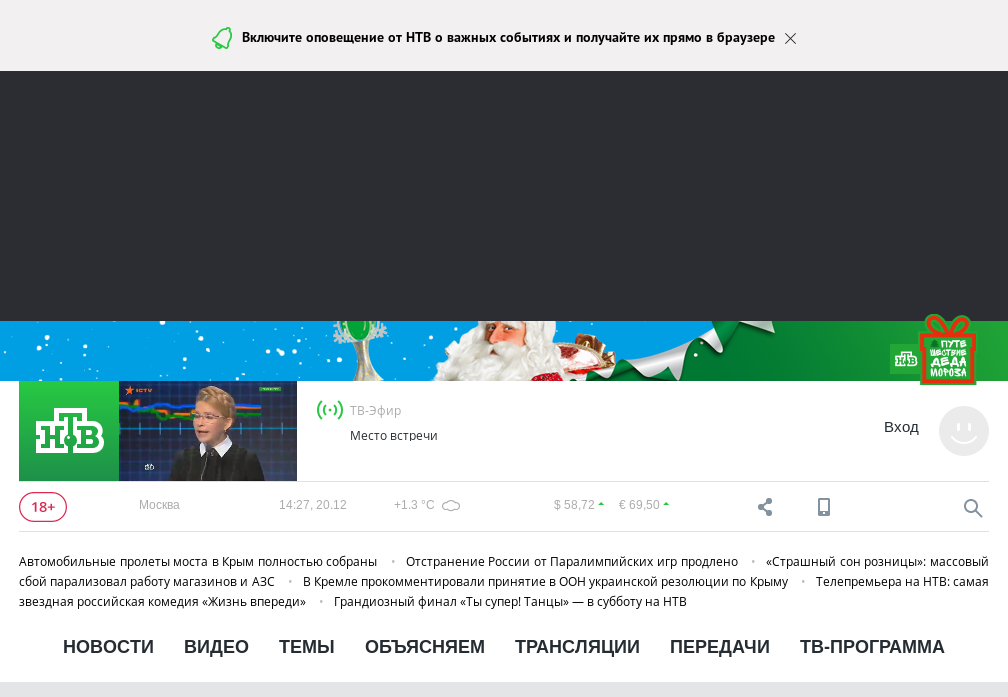 Включите оповещение от НТВ о важных событиях и получайте их прямо в браузере
НТВ
ПУТЕ
ШЕСТВИЕ
ДЕДА
МОРОЗА
НТВ
ICTV
ТВ-Эфир
Место встречи
Вход
18+
Москва
14:27, 20.12
+1.3 °C
$ 58,72
€ 69,50
Автомобильные пролеты моста в Крым полностью собраны • Отстранение России от Паралимпийских игр продлено • «Страшный сон розницы»: массовый
сбой парализовал работу магазинов и АЗС • В Кремле прокомментировали принятие в ООН украинской резолюции по Крыму • Телепремьера на НТВ: самая
звездная российская комедия «Жизнь впереди» • Грандиозный финал «Ты супер! Танцы» — в субботу на НТВ
НОВОСТИ ВИДЕО ТЕМЫ ОБЪЯСНЯЕМ ТРАНСЛЯЦИИ ПЕРЕДАЧИ ТВ-ПРОГРАММА